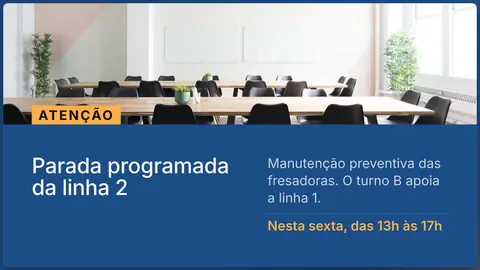 ATENÇÃO
Parada programada
da linha 2
Manutenção preventiva das
fresadoras. O turno B apoia
a linha 1.
Nesta sexta, das 13h às 17h